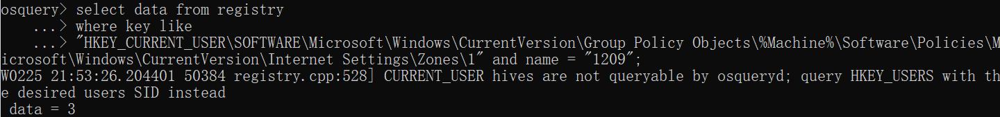 osquery> select data from registry
...> where key like
...> "HKEY_CURRENT_USER\SOFTWARE\Microsoft\Windows\CurrentVersion\Group Policy Objects\%Machine%\Software\Policies\M
icrosoft\Windows\CurrentVersion\Internet Settings\Zones\1" and name = "1209";
W0225 21:53:26.204401 50384 registry.cpp:528] CURRENT_USER hives are not queryable by osqueryd; query HKEY_USERS with th
e desired users SID instead
data = 3